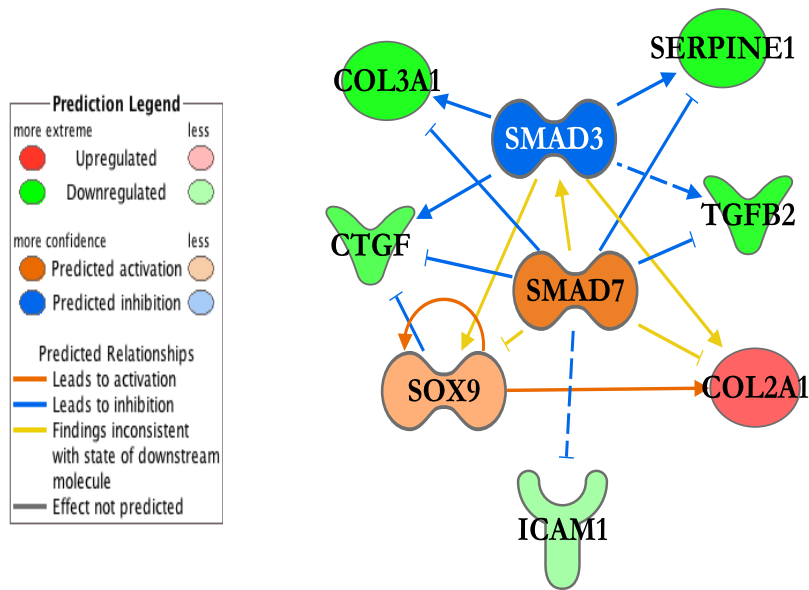 Prediction Legend
more extreme less
Upregulated
Downregulated
more confidence less
Predicted activation
Predicted inhibition
Predicted Relationships
Leads to activation
Leads to inhibition
Findings inconsistent
with state of downstream
molecule
Effect not predicted
SERPINE1
COL3A1
SMAD3
TGFB2
CTGF
SMAD7
SOX9
COL2A1
ICAM1